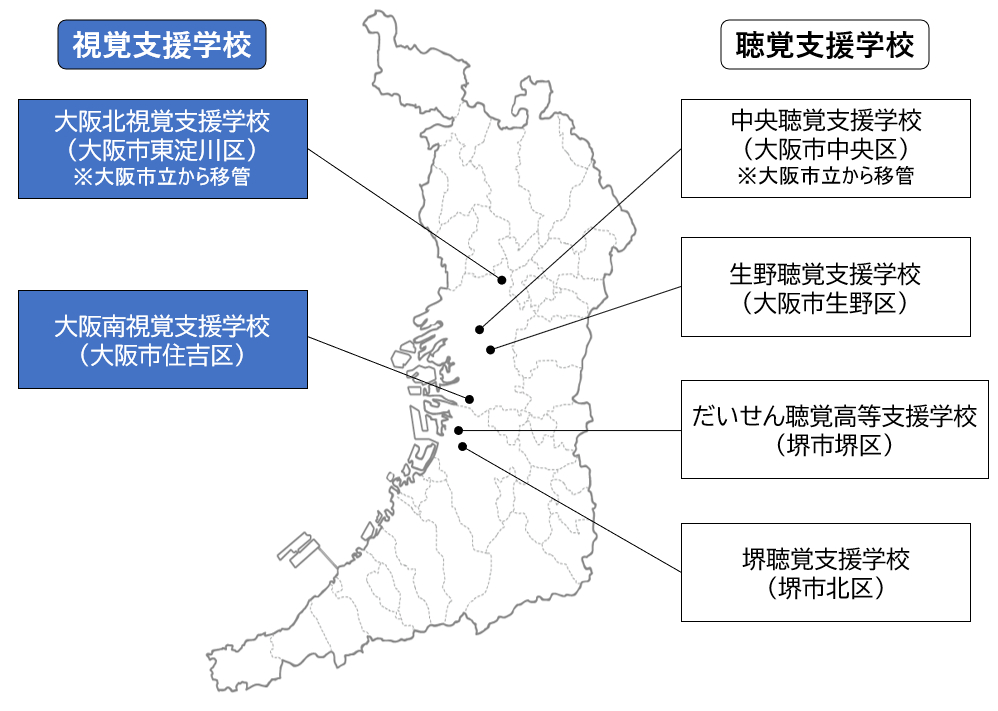 視覚支援学校
大阪北視覚支援学校
（大阪市東淀川区）
※大阪市立から移管
大阪南視覚支援学校
（大阪市住吉区）
聴覚支援学校
中央聴覚支援学校
（大阪市中央区）
※大阪市立から移管
生野聴覚支援学校
（大阪市生野区）
だいせん聴覚高等支援学校
（堺市堺区）
堺聴覚支援学校
（堺市北区）